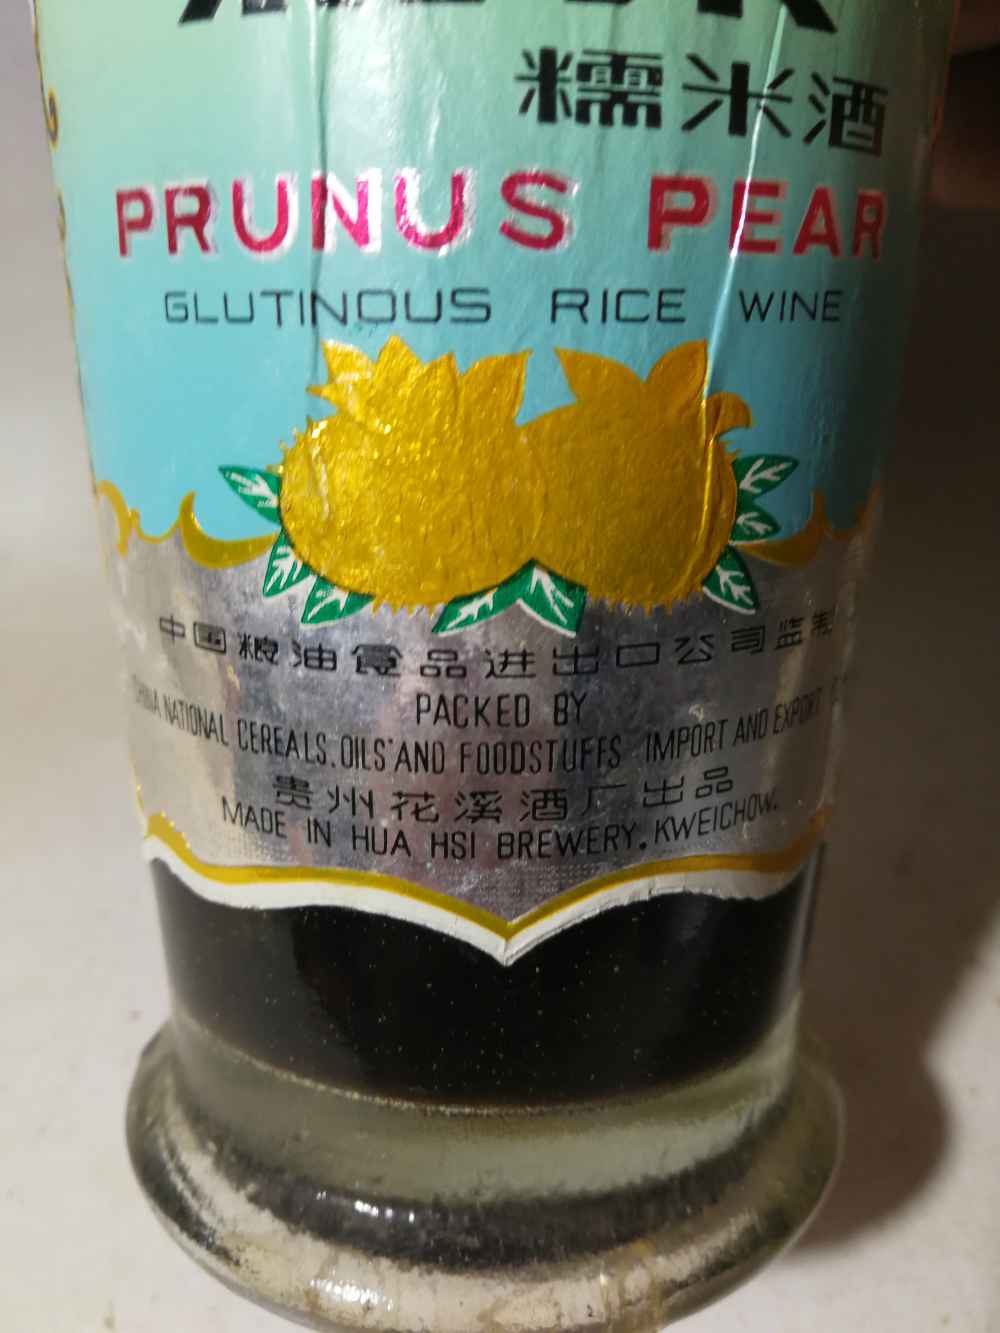 糯米酒
PRUNUS PEAR
GLUTINOUS RICE WINE
中国粮油食品进出口公司监制
PACKED BY
CHINA NATIONAL CEREALS, OILS AND FOODSTUFFS IMPORT AND EXPORT
贵州花溪酒厂出品
MADE IN HUA HSI BREWERY. KWEICHOW.